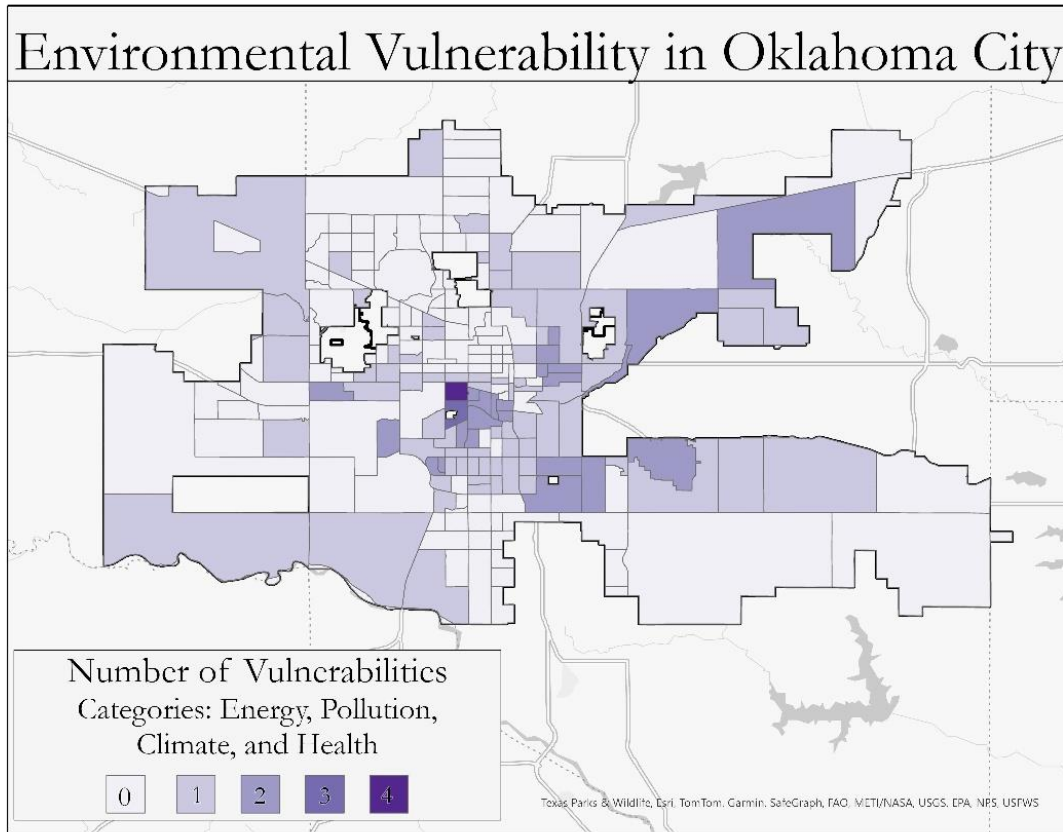 Environmental Vulnerability in Oklahoma City
Number of Vulnerabilities
Categories: Energy, Pollution,
Climate, and Health
0 1 2 3 4
Texas Parks & Wildlife, Esri, TomTom, Garmin, SafeGraph, FAO, METI/NASA, USGS, EPA, NPS, USFWS